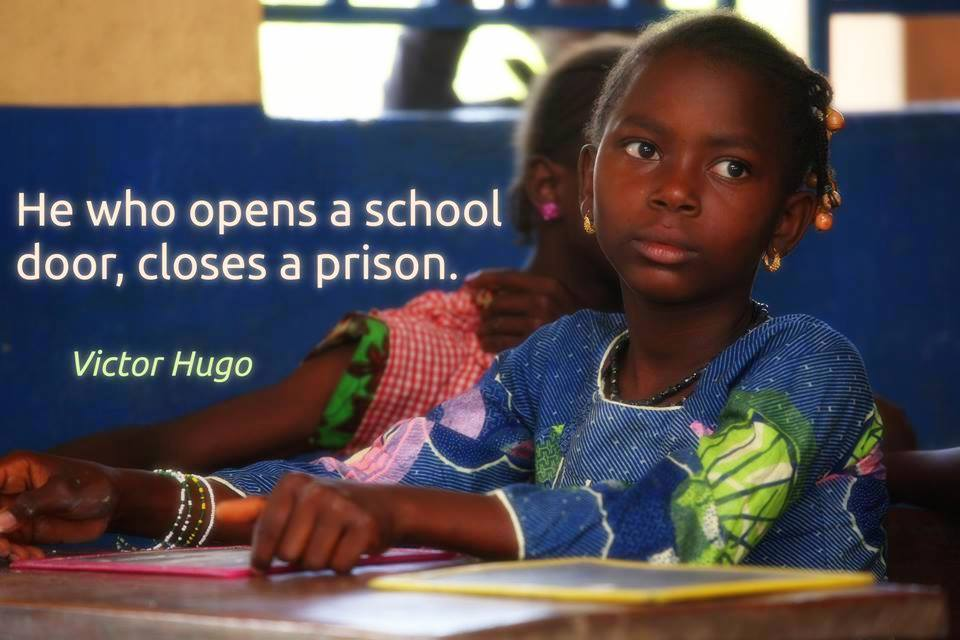 He who opens a school
door, closes a prison.
Victor Hugo